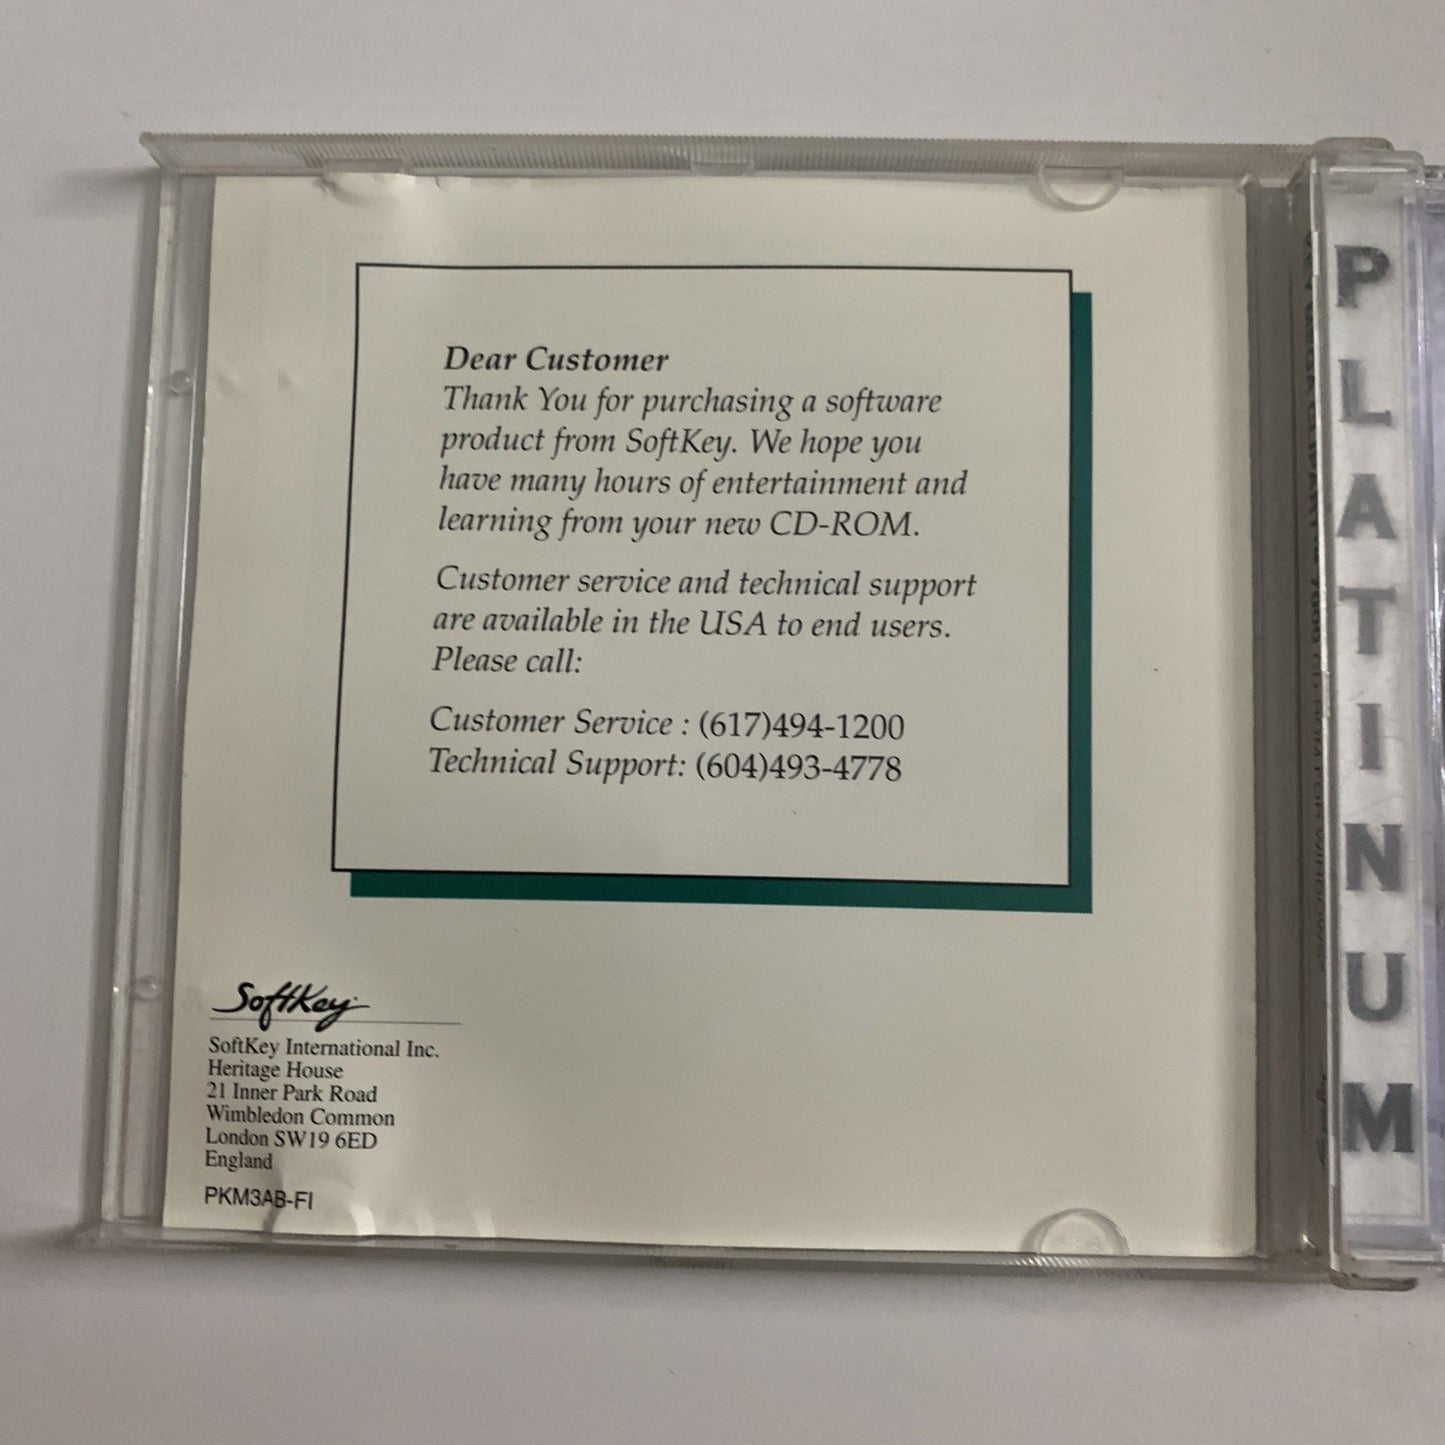 Dear Customer
Thank You for purchasing a software
product from SoftKey. We hope you
have many hours of entertainment and
learning from your new CD-ROM.
Customer service and technical support
are available in the USA to end users.
Please call:
Customer Service : (617)494-1200
Technical Support: (604)493-4778
SoftKey
SoftKey International Inc.
Heritage House
21 Inner Park Road
Wimbledon Common
London SW19 6ED
England
PKM3AB-FI
PLATINUM